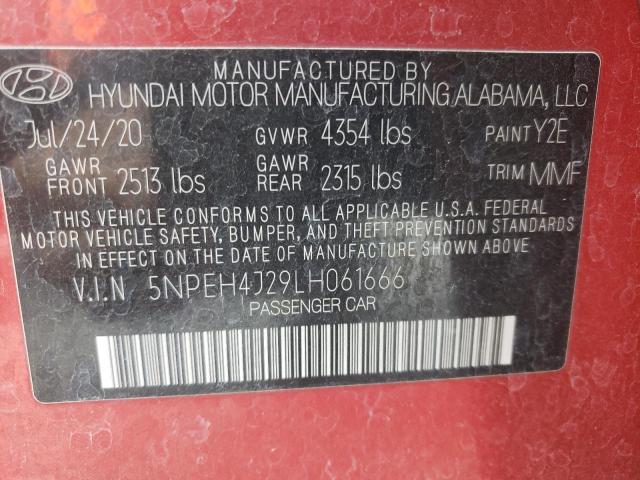 MANUFACTURED BY
HYUNDAI MOTOR MANUFACTURING ALABAMA, LLC
Jul/24/20 GVWR 4354 lbs PAINT Y2E
GAWR FRONT 2513 lbs GAWR REAR 2315 lbs TRIM MMF
THIS VEHICLE CONFORMS TO ALL APPLICABLE U.S.A. FEDERAL
MOTOR VEHICLE SAFETY, BUMPER, AND THEFT PREVENTION STANDARDS
IN EFFECT ON THE DATE OF MANUFACTURE SHOWN ABOVE.
V.I.N 5NPEH4J29LH061666
PASSENGER CAR